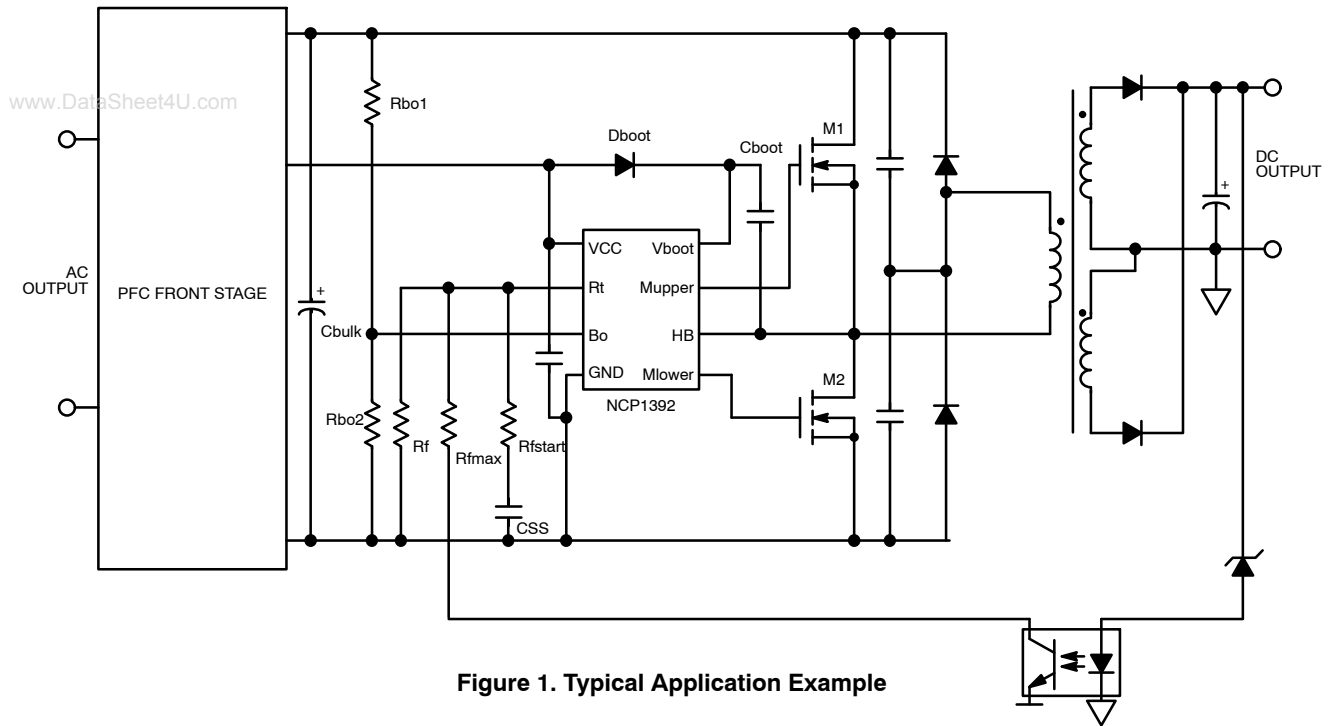 www.DataSheet4U.com
Rbo1
Dboot
Cboot
M1
DC
OUTPUT
+
VCC
Vboot
AC
OUTPUT
PFC FRONT STAGE
+
Rt
Mupper
Cbulk
Bo
HB
GND
Mlower
M2
NCP1392
Rbo2
Rf
Rfmax
Rfstart
CSS
Figure 1. Typical Application Example